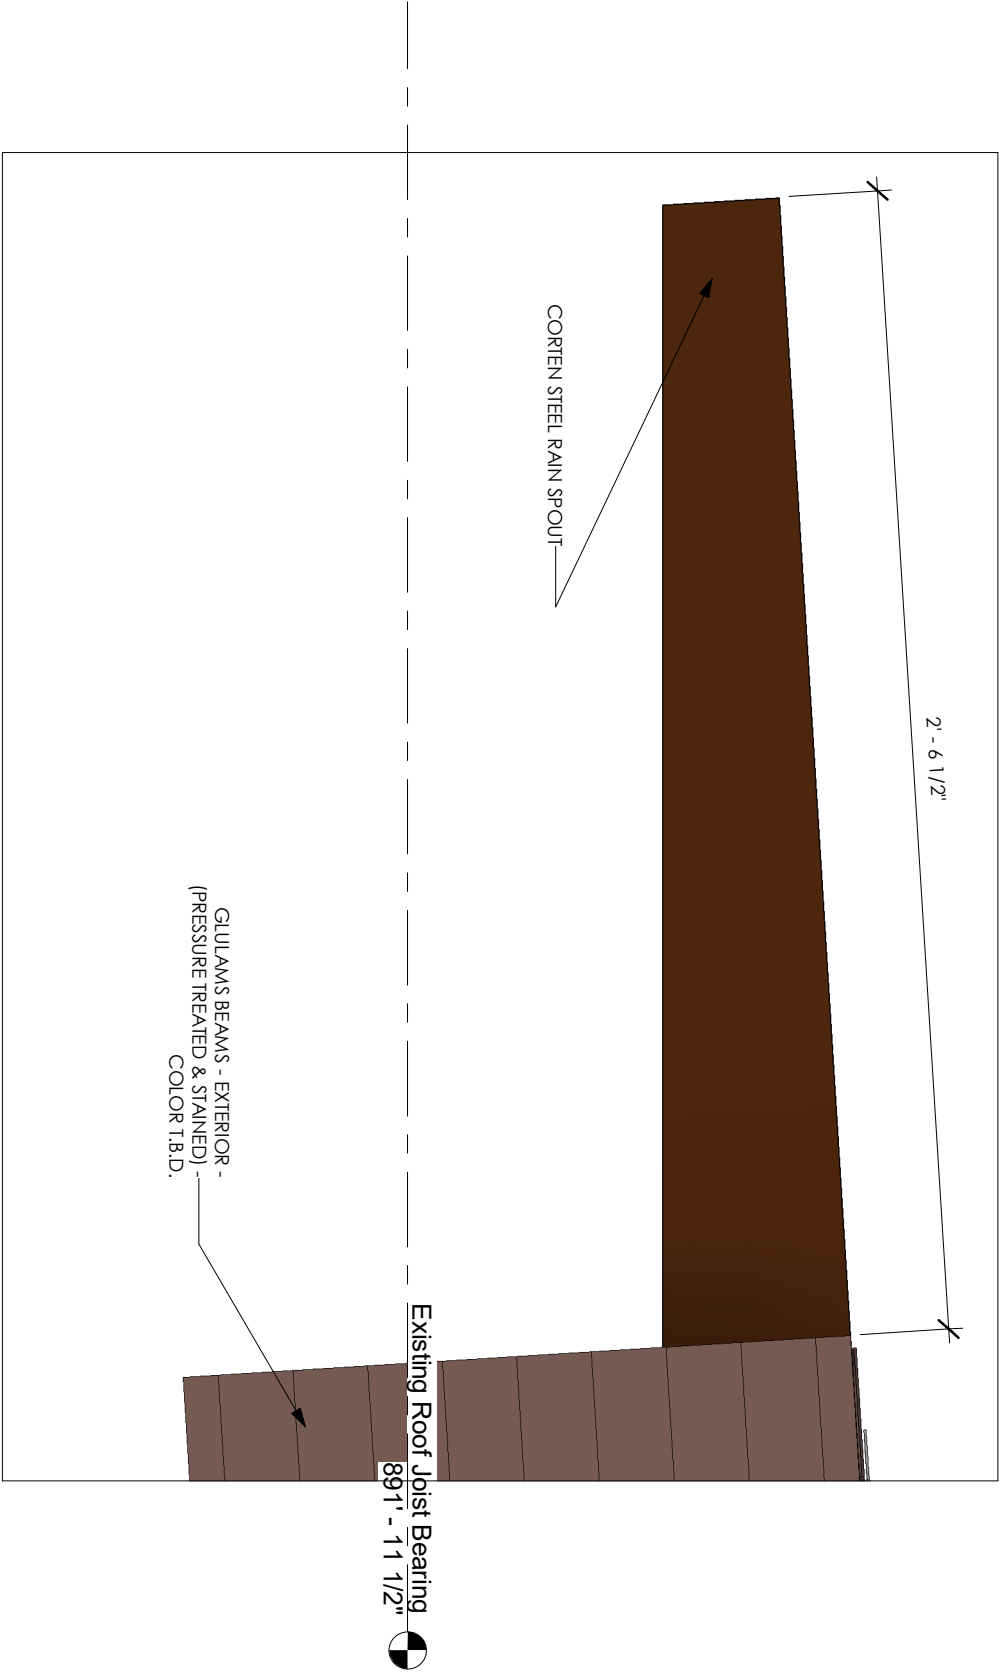 2' - 6 1/2"
CORTEN STEEL RAIN SPOUT
Existing Roof Joist Bearing
891' - 11 1/2"
GLULAMS BEAMS - EXTERIOR -
(PRESSURE TREATED & STAINED) -
COLOR T.B.D.